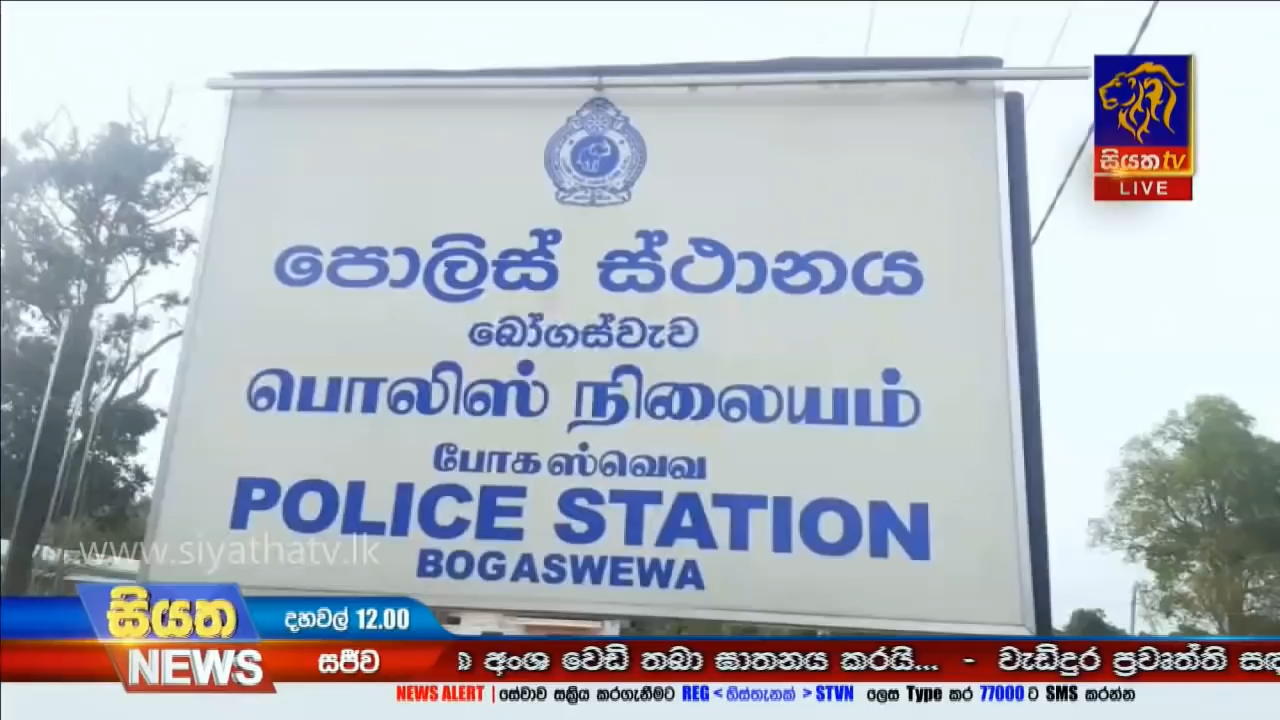 සියත tv
LIVE
පොලිස් ස්ථානය
බෝගස්වැව
பொலிஸ் நிலையம்
போகஸ்வெவ
POLICE STATION
BOGASWEWA
www.siyathatv.lk
සියත
NEWS
දහවල් 12.00
සජීව
අංශ වෙඩි තබා ඝාතනය කරයි... - වැඩිදුර ප්‍රවෘත්ති
NEWS ALERT | සේවාව සක්‍රිය කරගැනීමට REG < හිස්තැනක් > STVN ලෙස Type කර 77000 ට SMS කරන්න